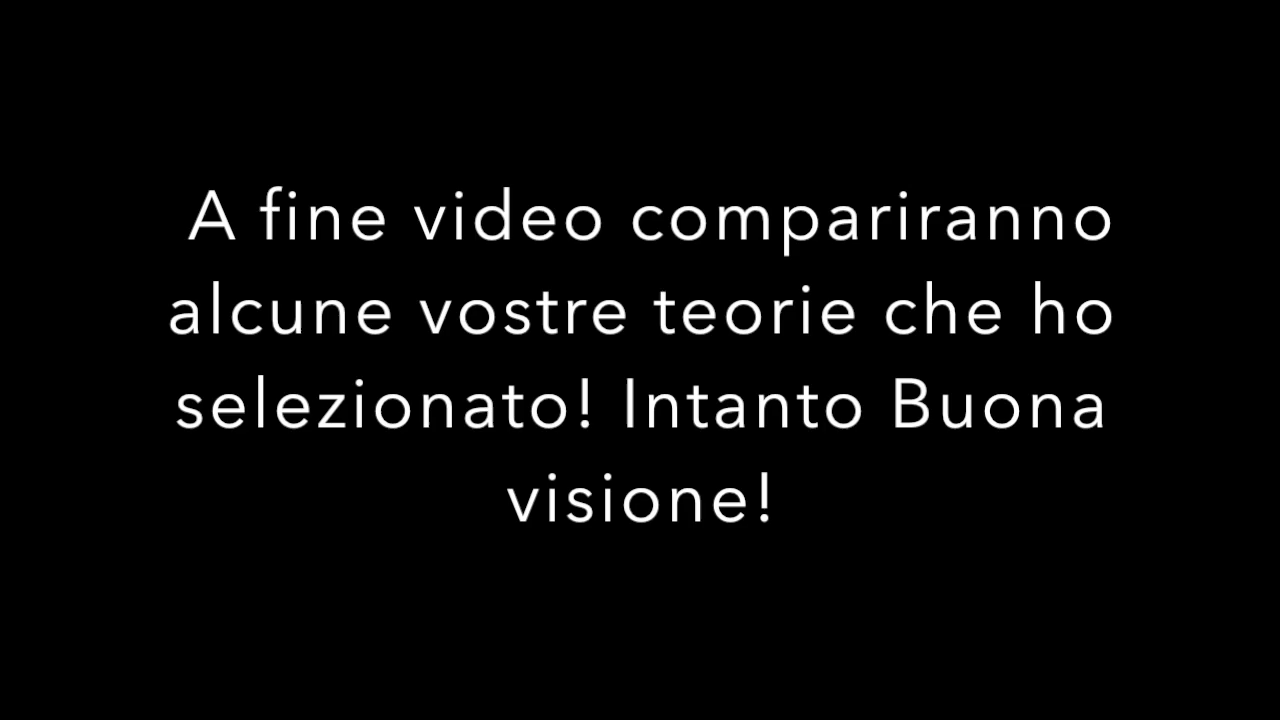 A fine video compariranno
alcune vostre teorie che ho
selezionato! Intanto Buona
visione!